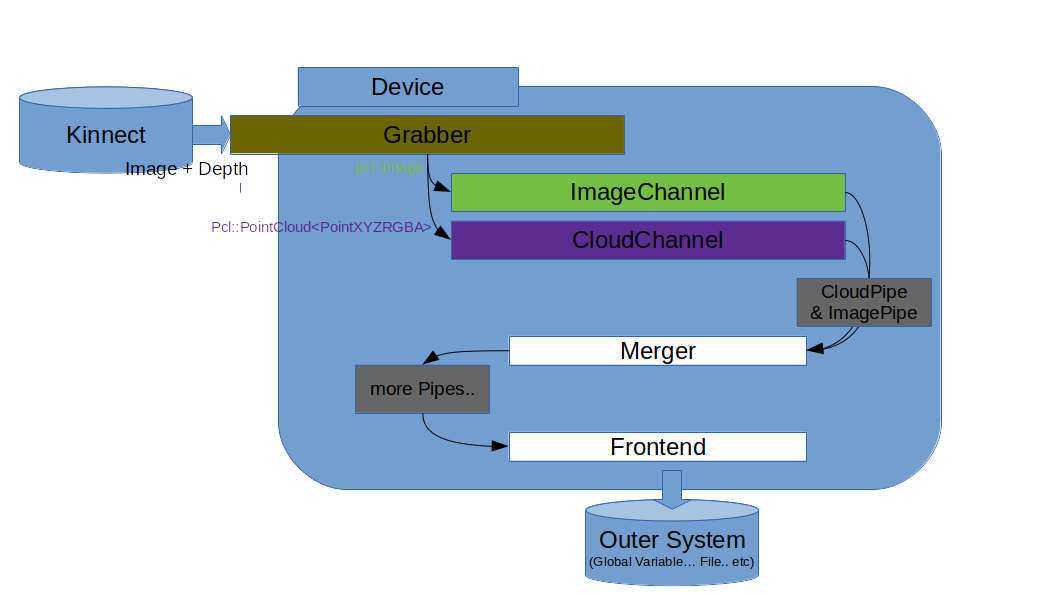 Device
Kinnect
Grabber
Image + Depth
pcl::Image
ImageChannel
Pcl::PointCloud<PointXYZRGBA>
CloudChannel
CloudPipe
& ImagePipe
Merger
more Pipes..
Frontend
Outer System
(Global Variable... File.. etc)